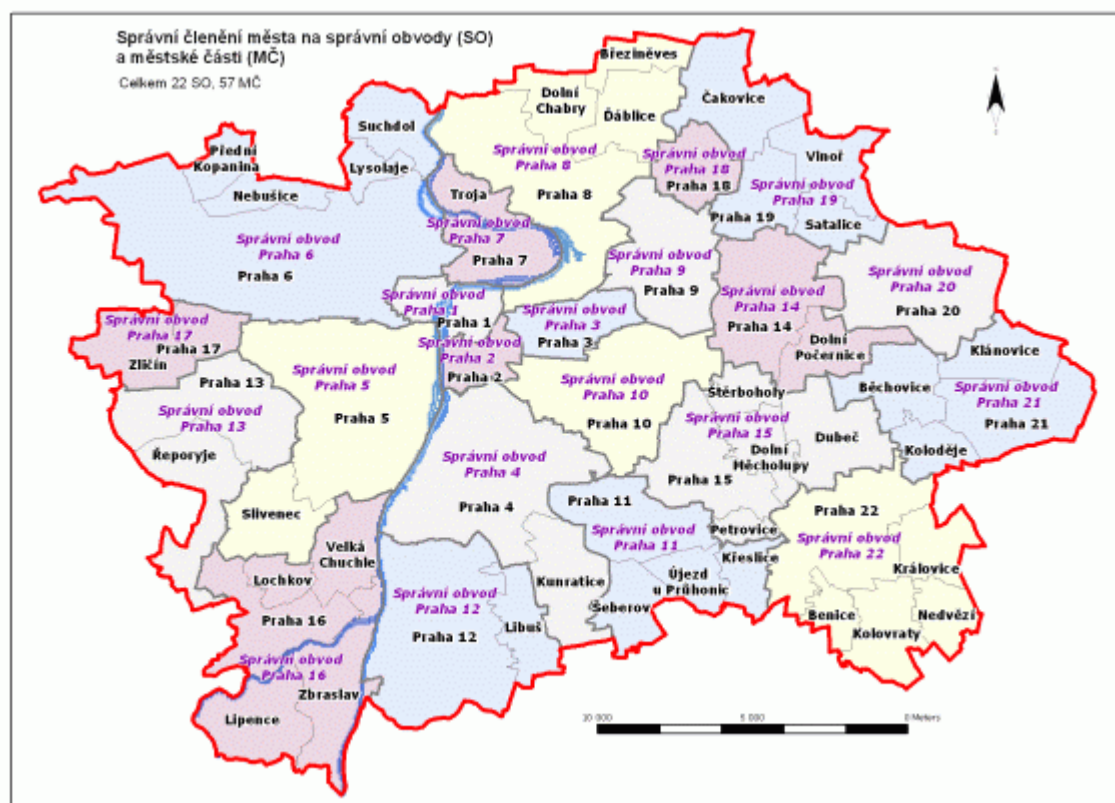 Správní členění města na správní obvody (SO)
a městské části (MČ)
Celkem 22 SO, 57 MČ
Březiněves
Dolní
Chabry
Ďáblice
Čakovice
Suchdol
Přední
Kopanina
Lysolaje
Nebušice
Správní obvod
Praha 8
Praha 8
Správní obvod
Praha 18
Praha 18
Vinoř
Správní obvod
Praha 19
Praha 19
Satalice
Troja
Správní obvod
Praha 7
Praha 7
Správní obvod
Praha 6
Praha 6
Správní obvod
Praha 9
Praha 9
Správní obvod
Praha 20
Praha 20
Správní obvod
Praha 1
Praha 1
Správní obvod
Praha 3
Praha 3
Správní obvod
Praha 14
Praha 14
Dolní
Počernice
Správní obvod
Praha 17
Praha 17
Zličín
Správní obvod
Praha 2
Praha 2
Klánovice
Správní obvod
Praha 5
Praha 5
Praha 13
Správní obvod
Praha 13
Správní obvod
Praha 10
Praha 10
Štěrboholy
Běchovice
Správní obvod
Praha 21
Praha 21
Správní obvod
Praha 15
Praha 15
Dolní
Měcholupy
Dubeč
Koloděje
Řeporyje
Správní obvod
Praha 4
Praha 4
Slivenec
Praha 11
Správní obvod
Praha 11
Petrovice
Křeslice
Praha 22
Správní obvod
Praha 22
Královice
Velká
Chuchle
Lochkov
Kunratice
Újezd
u Průhonic
Šeberov
Správní obvod
Praha 12
Praha 12
Libuš
Benice
Kolovraty
Nedvězí
Praha 16
Správní obvod
Praha 16
Zbraslav
Lipence
10 000
5 000
0 Meters